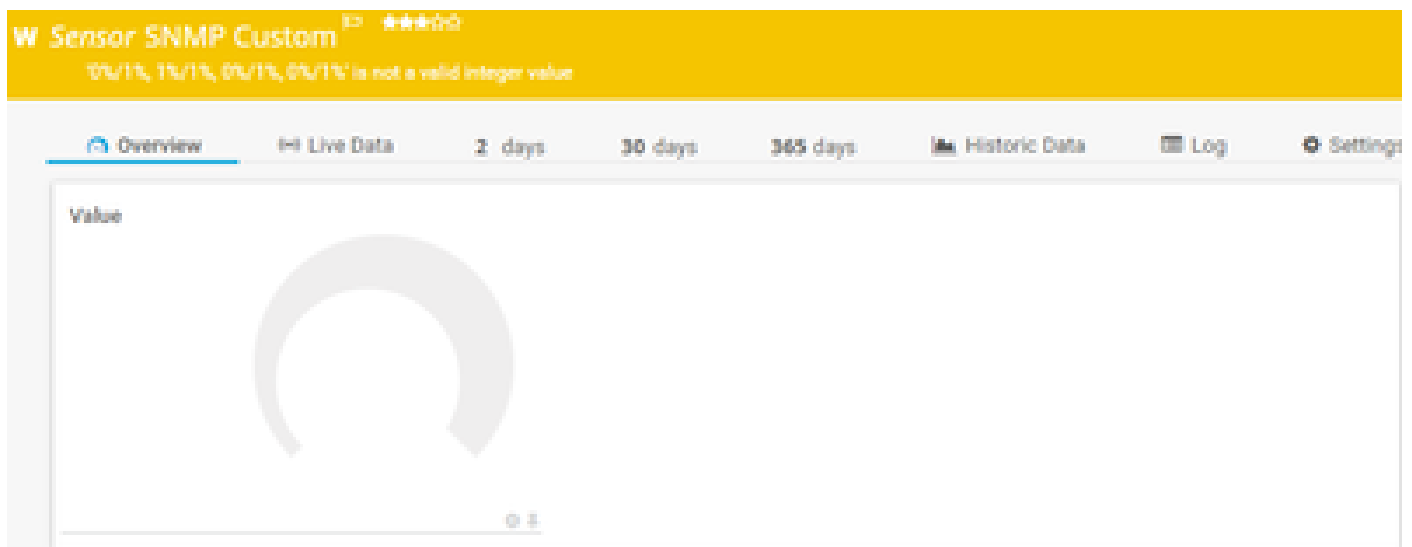 W Sensor SNMP Custom
'0%/1%, 1%/1%, 0%/1%, 0%/1%' is not a valid integer value
Overview Live Data 2 days 30 days 365 days Historic Data Log Settings
Value